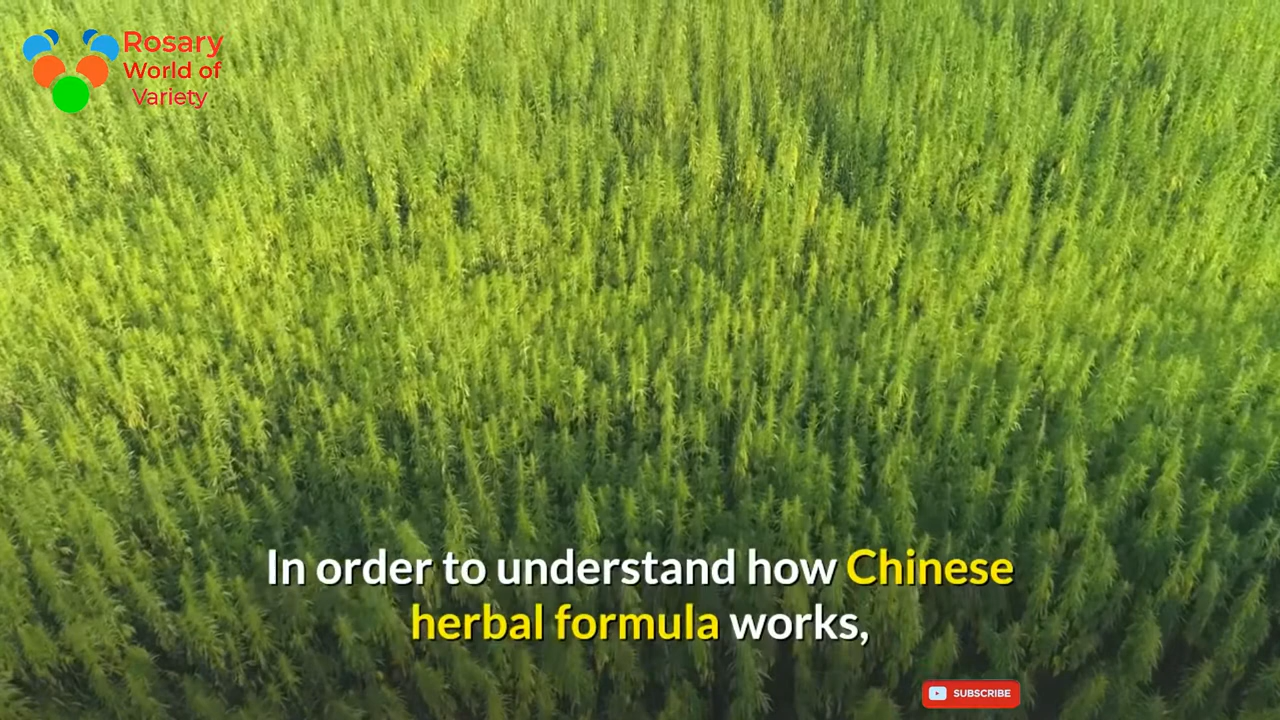 Rosary
World of
Variety
In order to understand how Chinese
herbal formula works,
SUBSCRIBE